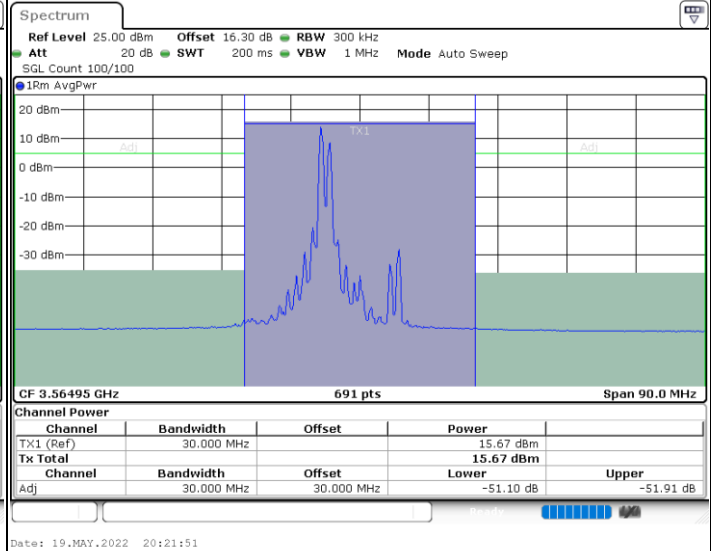 Spectrum
Ref Level 25.00 dBm Offset 16.30 dB RBW 300 kHz
Att 20 dB SWT 200 ms VBW 1 MHz Mode Auto Sweep
SGL Count 100/100
1Rm AvgPwr
20 dBm
TX1
10 dBm
Adj Adj
0 dBm
-10 dBm
-20 dBm
-30 dBm
CF 3.56495 GHz 691 pts Span 90.0 MHz
Channel Power
Channel Bandwidth Offset Power
TX1 (Ref) 30.000 MHz 15.67 dBm
Tx Total 15.67 dBm
Channel Bandwidth Offset Lower Upper
Adj 30.000 MHz 30.000 MHz -51.10 dB -51.91 dB
Ready
Date: 19.MAY.2022 20:21:51